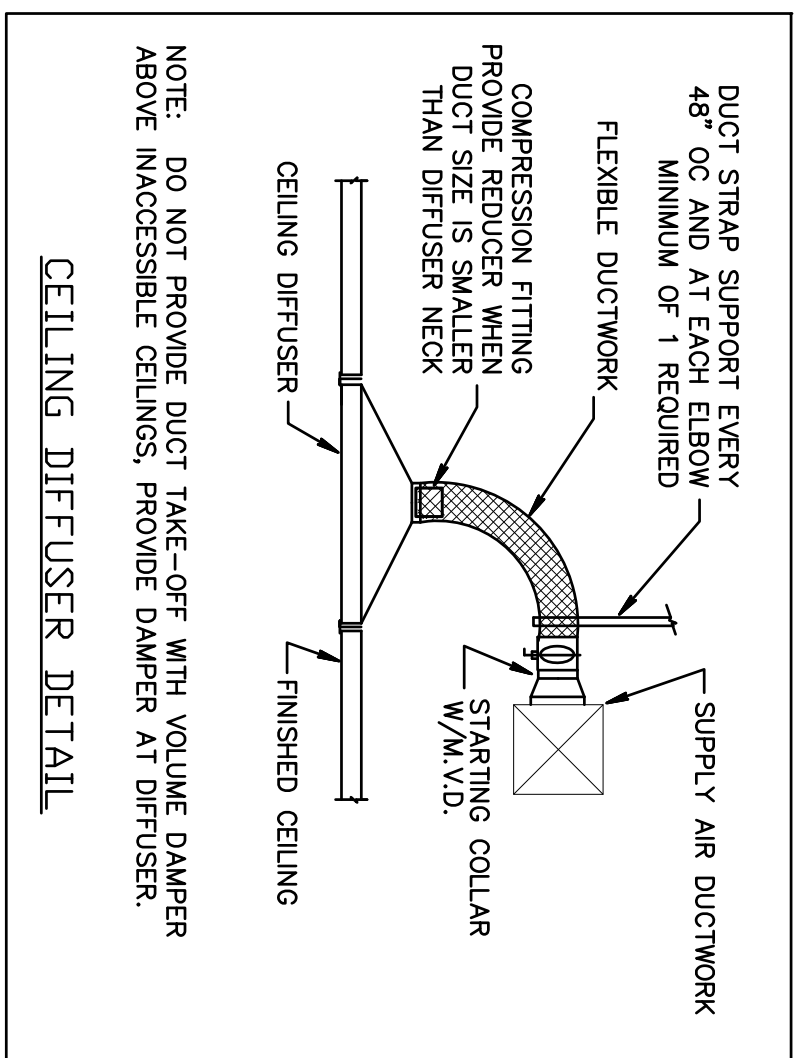 DUCT STRAP SUPPORT EVERY
48" OC AND AT EACH ELBOW
MINIMUM OF 1 REQUIRED
SUPPLY AIR DUCTWORK
FLEXIBLE DUCTWORK
COMPRESSION FITTING
PROVIDE REDUCER WHEN
DUCT SIZE IS SMALLER
THAN DIFFUSER NECK
STARTING COLLAR
W/M.V.D.
CEILING DIFFUSER
FINISHED CEILING
NOTE: DO NOT PROVIDE DUCT TAKE-OFF WITH VOLUME DAMPER
ABOVE INACCESSIBLE CEILINGS, PROVIDE DAMPER AT DIFFUSER.
CEILING DIFFUSER DETAIL